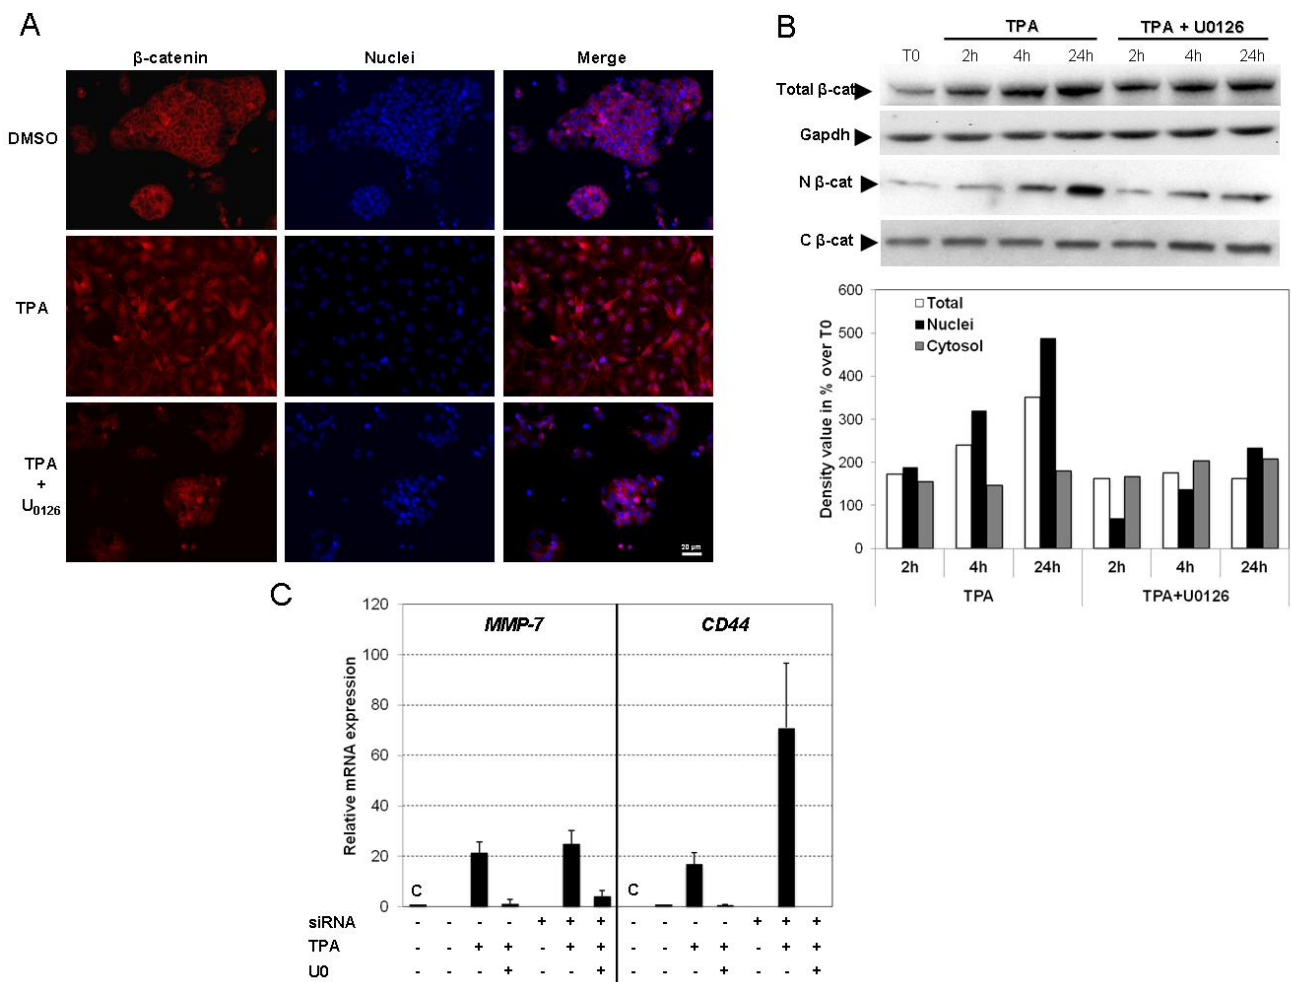 A
β-catenin Nuclei Merge
DMSO
TPA
TPA
+
U0126
20 µm
B
TPA TPA + U0126
T0 2h 4h 24h 2h 4h 24h
Total β-cat
Gapdh
N β-cat
C β-cat
Density value in % over T0
600
500
400
300
200
100
0
Total
Nuclei
Cytosol
2h 4h 24h 2h 4h 24h
TPA TPA+U0126
C
Relative mRNA expression
120
100
80
60
40
20
0
MMP-7 CD44
C C
siRNA - - - - + + + - - - - + + +
TPA - - + + - + + - - + + - + +
U0 - - - + - - + - - - + - - +